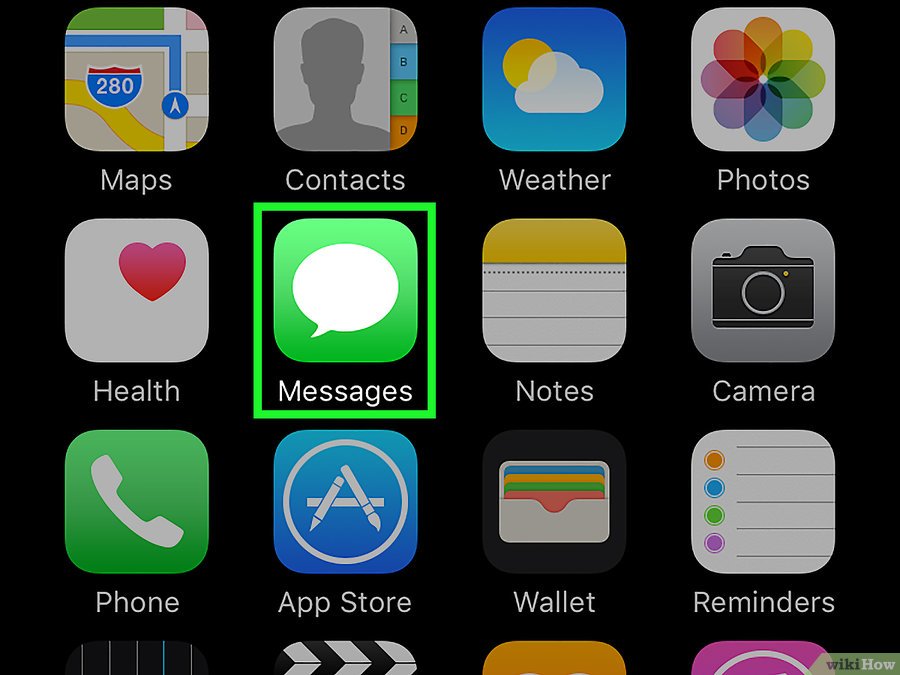 280
A
B
C
D
Maps
Contacts
Weather
Photos
Health
Messages
Notes
Camera
Phone
App Store
Wallet
Reminders
wikiHow